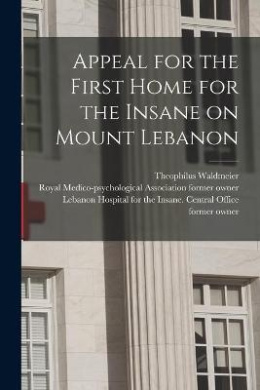 Appeal for the
First Home for
the Insane on
Mount Lebanon
Theophilus Waldmeier
Royal Medico-psychological Association former owner
Lebanon Hospital for the Insane. Central Office
former owner